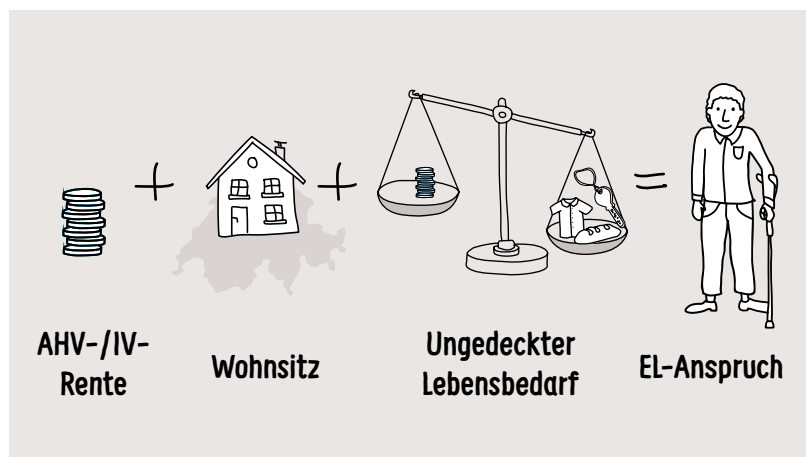 + + =
AHV-/IV-
Rente
Wohnsitz
Ungedeckter
Lebensbedarf
EL-Anspruch